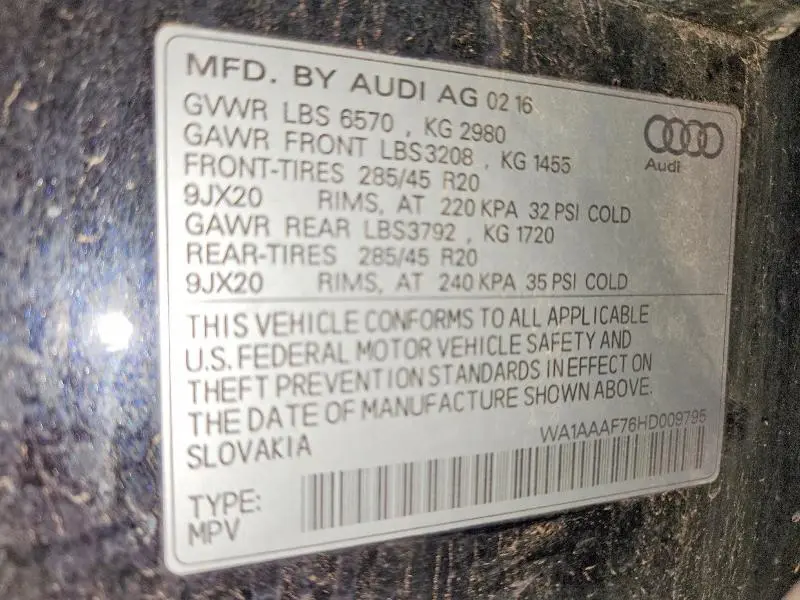 MFD. BY AUDI AG 02 16
GVWR LBS 6570 , KG 2980
GAWR FRONT LBS3208 , KG 1455
FRONT-TIRES 285/45 R20
9JX20 RIMS, AT 220 KPA 32 PSI COLD
GAWR REAR LBS3792 , KG 1720
REAR-TIRES 285/45 R20
9JX20 RIMS, AT 240 KPA 35 PSI COLD
Audi
THIS VEHICLE CONFORMS TO ALL APPLICABLE
U.S. FEDERAL MOTOR VEHICLE SAFETY AND
THEFT PREVENTION STANDARDS IN EFFECT ON
THE DATE OF MANUFACTURE SHOWN ABOVE.
SLOVAKIA WA1AAAF76HD009795
TYPE:
MPV